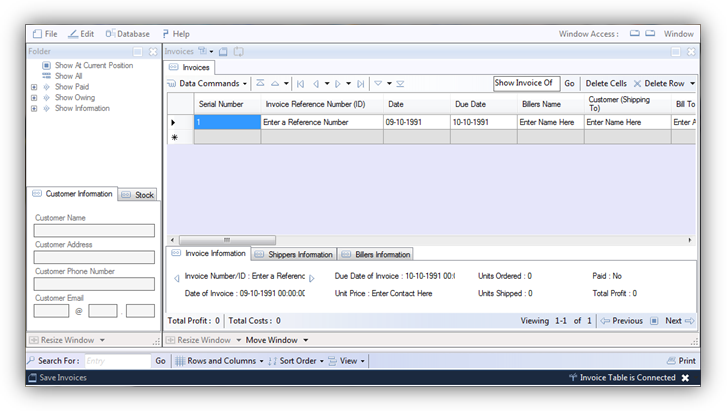 File Edit Database Help Window Access : Window
Folder
Show At Current Position
Show All
Show Paid
Show Owing
Show Information
Customer Information Stock
Customer Name
Customer Address
Customer Phone Number
Customer Email
@ .
Resize Window
Invoices
Invoices
Data Commands Show Invoice Of Go Delete Cells Delete Row
Serial Number Invoice Reference Number (ID) Date Due Date Billers Name Customer (Shipping To) Bill To
1 Enter a Reference Number 09-10-1991 10-10-1991 Enter Name Here Enter Name Here Enter A
Invoice Information Shippers Information Billers Information
Invoice Number/ID : Enter a Referenc Due Date of Invoice : 10-10-1991 00:( Units Ordered : 0 Paid : No
Date of Invoice : 09-10-1991 00:00:00 Unit Price : Enter Contact Here Units Shipped : 0 Total Profit : 0
Total Profit : 0 Total Costs : 0 Viewing 1-1 of 1 Previous Next
Resize Window Move Window
Search For : Entry Go Rows and Columns Sort Order View Print
Save Invoices Invoice Table is Connected